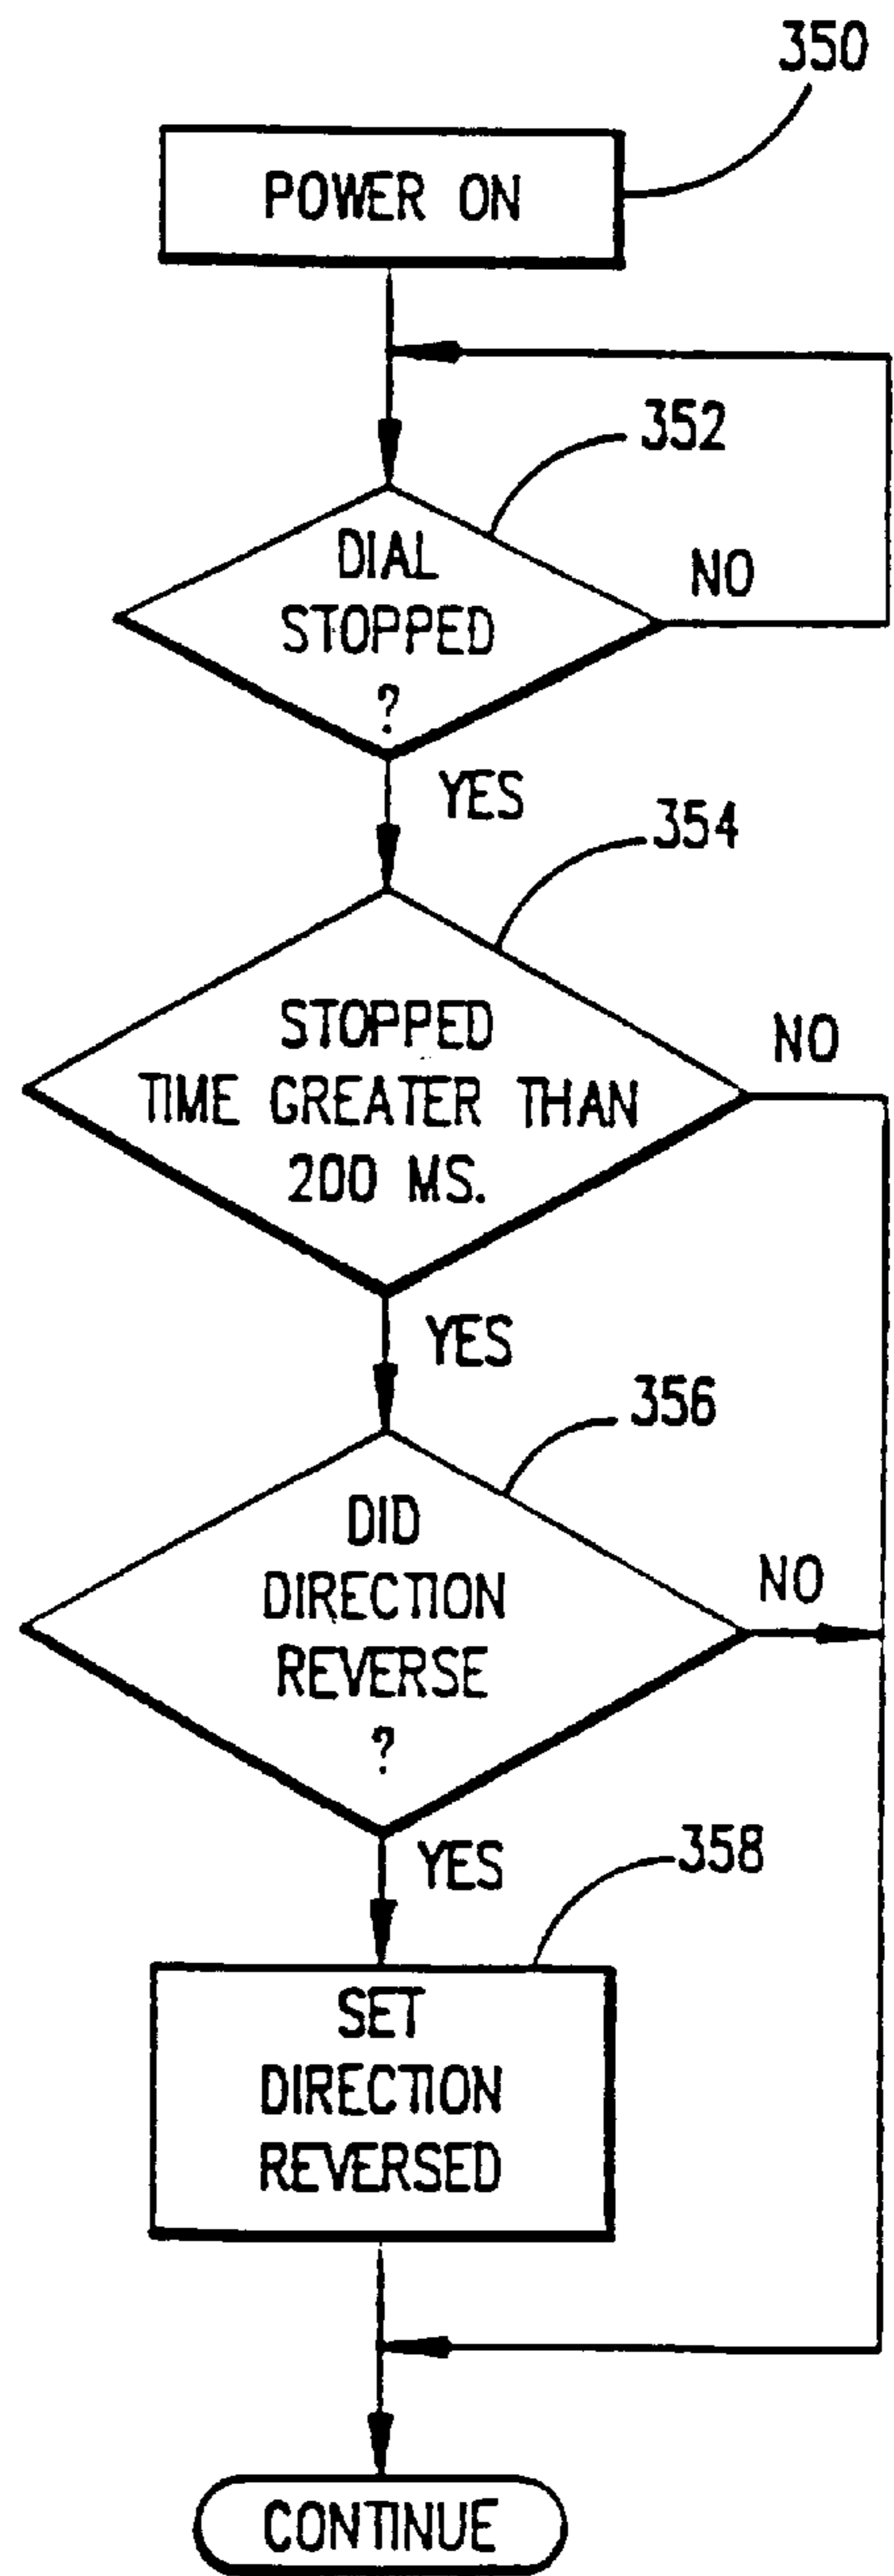 350
POWER ON
352
DIAL
STOPPED
?
NO
YES
354
STOPPED
TIME GREATER THAN
200 MS.
NO
YES
356
DID
DIRECTION
REVERSE
?
NO
YES
358
SET
DIRECTION
REVERSED
CONTINUE